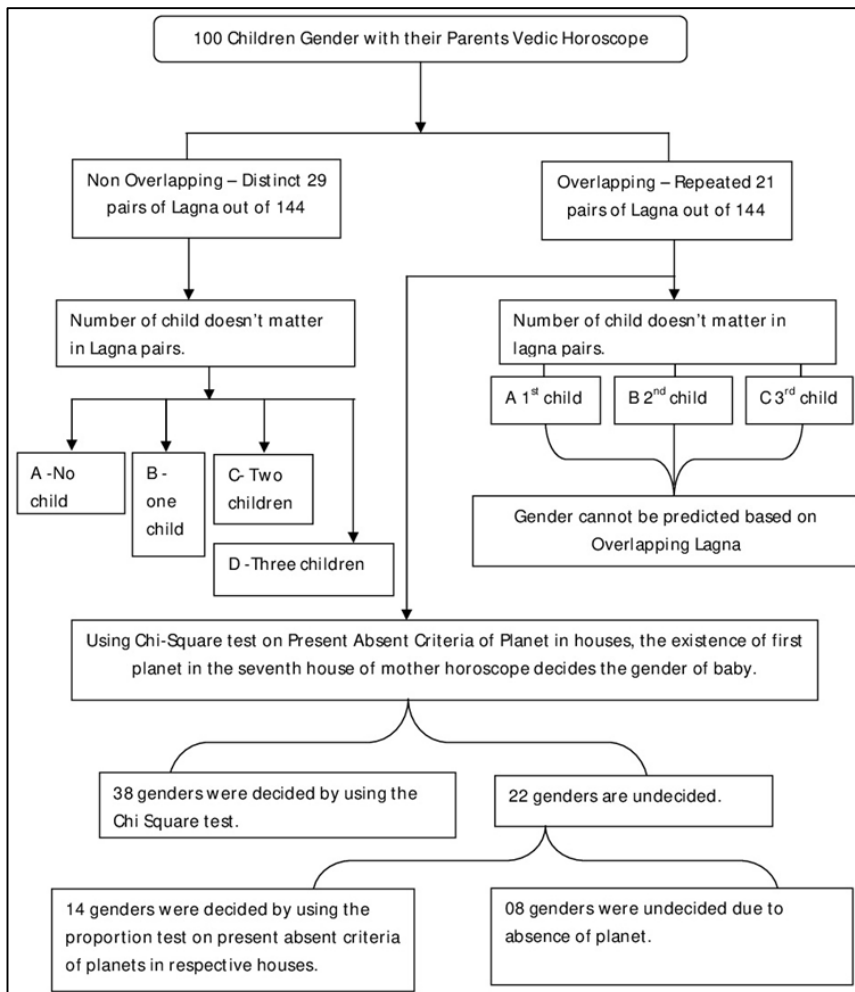 100 Children Gender with their Parents Vedic Horoscope
Non Overlapping – Distinct 29
pairs of Lagna out of 144
Overlapping – Repeated 21
pairs of Lagna out of 144
Number of child doesn't matter
in Lagna pairs.
Number of child doesn't matter in
lagna pairs.
A 1st child
B 2nd child
C 3rd child
A -No
child
B -
one
child
C- Two
children
D -Three children
Gender cannot be predicted based on
Overlapping Lagna
Using Chi-Square test on Present Absent Criteria of Planet in houses, the existence of first
planet in the seventh house of mother horoscope decides the gender of baby.
38 genders were decided by using the
Chi Square test.
22 genders are undecided.
14 genders were decided by using the
proportion test on present absent criteria
of planets in respective houses.
08 genders were undecided due to
absence of planet.